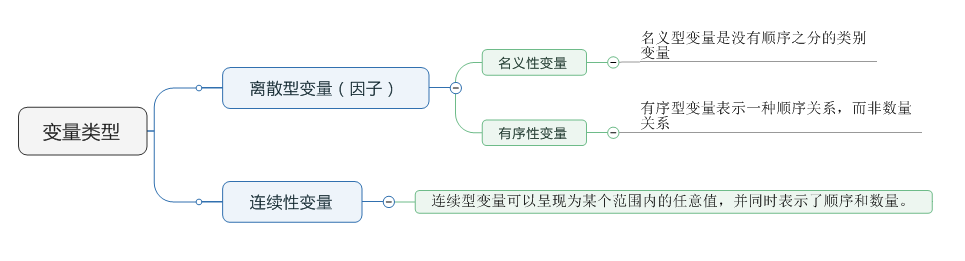 变量类型
离散型变量（因子）
名义性变量
名义型变量是没有顺序之分的类别
变量
有序性变量
有序型变量表示一种顺序关系，而非数量
关系
连续性变量
连续型变量可以呈现为某个范围内的任意值，并同时表示了顺序和数量。